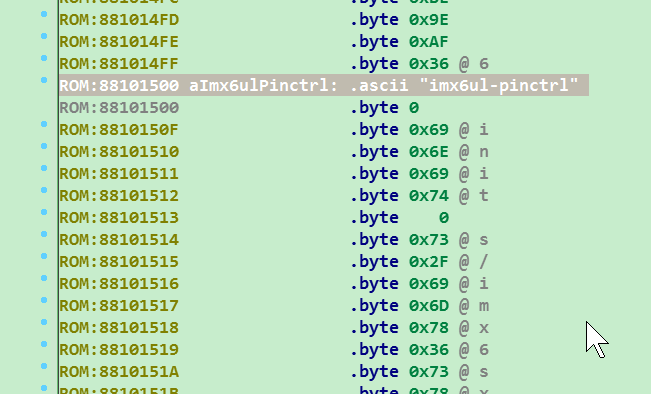 ROM:881014FD .byte 0x9E
ROM:881014FE .byte 0xAF
ROM:881014FF .byte 0x36 @ 6
ROM:88101500 aImx6ulPinctrl: .ascii "imx6ul-pinctrl"
ROM:88101500 .byte 0
ROM:8810150F .byte 0x69 @ i
ROM:88101510 .byte 0x6E @ n
ROM:88101511 .byte 0x69 @ i
ROM:88101512 .byte 0x74 @ t
ROM:88101513 .byte 0
ROM:88101514 .byte 0x73 @ s
ROM:88101515 .byte 0x2F @ /
ROM:88101516 .byte 0x69 @ i
ROM:88101517 .byte 0x6D @ m
ROM:88101518 .byte 0x78 @ x
ROM:88101519 .byte 0x36 @ 6
ROM:8810151A .byte 0x73 @ s
ROM:8810151B .byte 0x78 @ x